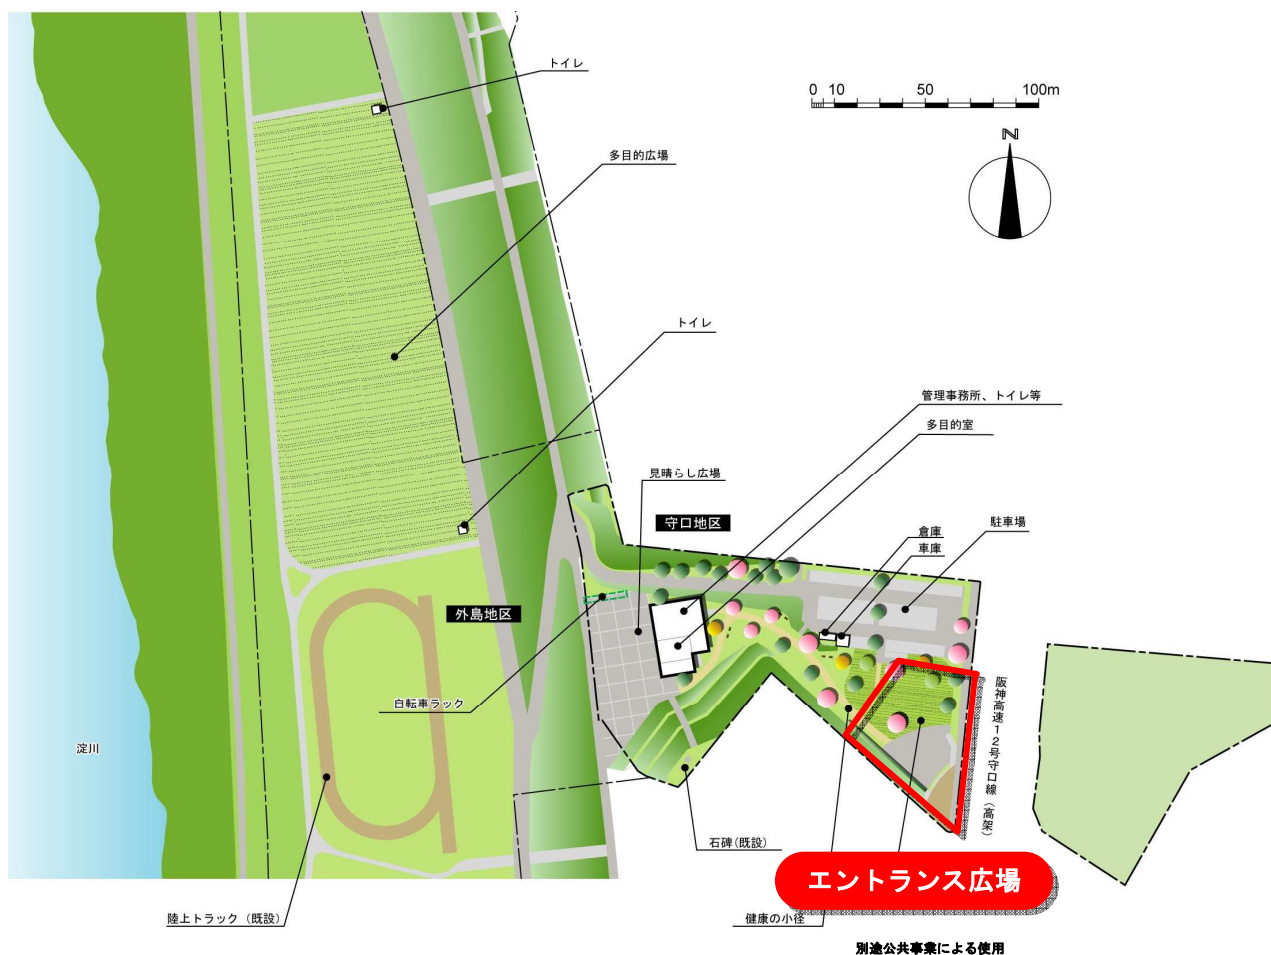 トイレ
0 10 50 100m
N
多目的広場
トイレ
管理事務所、トイレ等
多目的室
見晴らし広場
守口地区
倉庫
車庫
駐車場
外島地区
自転車ラック
淀川
阪神高速12号守口線（高架）
石碑(既設)
エントランス広場
陸上トラック（既設）
健康の小径
別途公共事業による使用